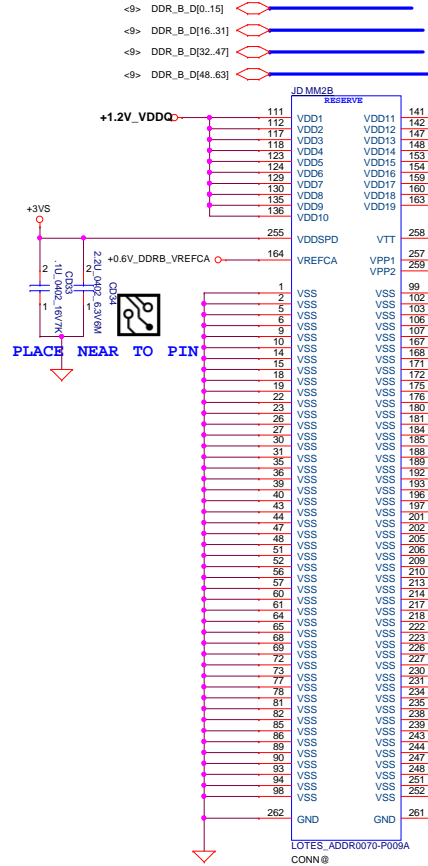 <9> DDR_B_D[0..15]
<9> DDR_B_D[16..31]
<9> DDR_B_D[32..47]
<9> DDR_B_D[48..63]
JDIMM2B
RESERVE
+1.2V_VDDQ
111 VDD1 VDD11 141
112 VDD2 VDD12 142
117 VDD3 VDD13 147
118 VDD4 VDD14 148
123 VDD5 VDD15 153
124 VDD6 VDD16 154
129 VDD7 VDD17 159
130 VDD8 VDD18 160
135 VDD9 VDD19 163
136 VDD10
+3VS
255 VDDSPD VTT 258
+0.6V_DDRB_VREFCA 164 VREFCA VPP1 257
VPP2 259
2 1
CD33
.1U_0402_16V7K
2 1
CD34
2.2U_0402_6.3V6M
PLACE NEAR TO PIN
1 VSS VSS 99
2 VSS VSS 102
5 VSS VSS 103
6 VSS VSS 106
9 VSS VSS 107
10 VSS VSS 167
14 VSS VSS 168
15 VSS VSS 171
18 VSS VSS 172
19 VSS VSS 175
22 VSS VSS 176
23 VSS VSS 180
26 VSS VSS 181
27 VSS VSS 184
30 VSS VSS 185
31 VSS VSS 188
35 VSS VSS 189
36 VSS VSS 192
39 VSS VSS 193
40 VSS VSS 196
43 VSS VSS 197
44 VSS VSS 201
47 VSS VSS 202
48 VSS VSS 205
51 VSS VSS 206
52 VSS VSS 209
56 VSS VSS 210
57 VSS VSS 213
60 VSS VSS 214
61 VSS VSS 217
64 VSS VSS 218
65 VSS VSS 222
68 VSS VSS 223
69 VSS VSS 226
72 VSS VSS 227
73 VSS VSS 230
77 VSS VSS 231
78 VSS VSS 234
81 VSS VSS 235
82 VSS VSS 238
85 VSS VSS 239
86 VSS VSS 243
89 VSS VSS 244
90 VSS VSS 247
93 VSS VSS 248
94 VSS VSS 251
98 VSS VSS 252
262 GND GND 261
LOTES_ADDR0070-P009A
CONN@